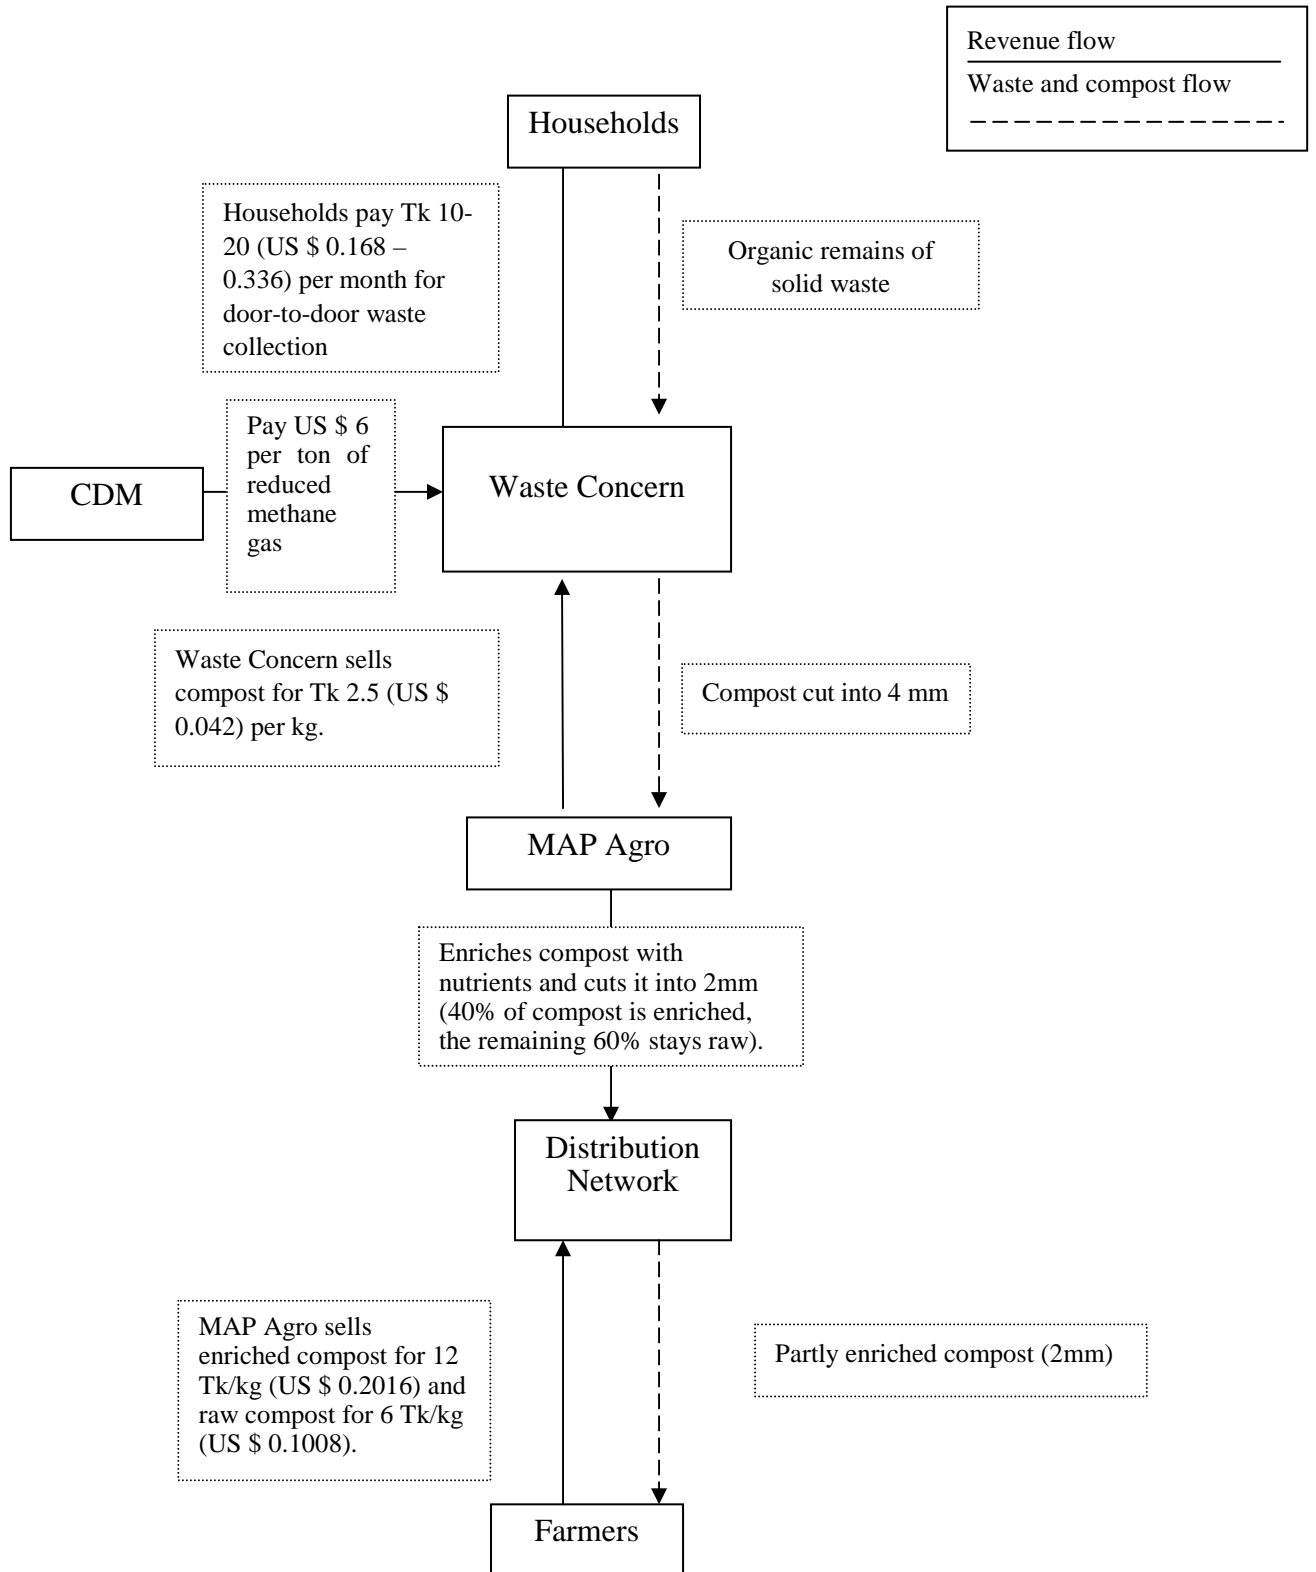 Revenue flow
Waste and compost flow
Households
Households pay Tk 10-
20 (US $ 0.168 –
0.336) per month for
door-to-door waste
collection
Organic remains of
solid waste
Pay US $ 6
per ton of
reduced
methane
gas
CDM
Waste Concern
Waste Concern sells
compost for Tk 2.5 (US $
0.042) per kg.
Compost cut into 4 mm
MAP Agro
Enriches compost with
nutrients and cuts it into 2mm
(40% of compost is enriched,
the remaining 60% stays raw).
Distribution
Network
MAP Agro sells
enriched compost for 12
Tk/kg (US $ 0.2016) and
raw compost for 6 Tk/kg
(US $ 0.1008).
Partly enriched compost (2mm)
Farmers